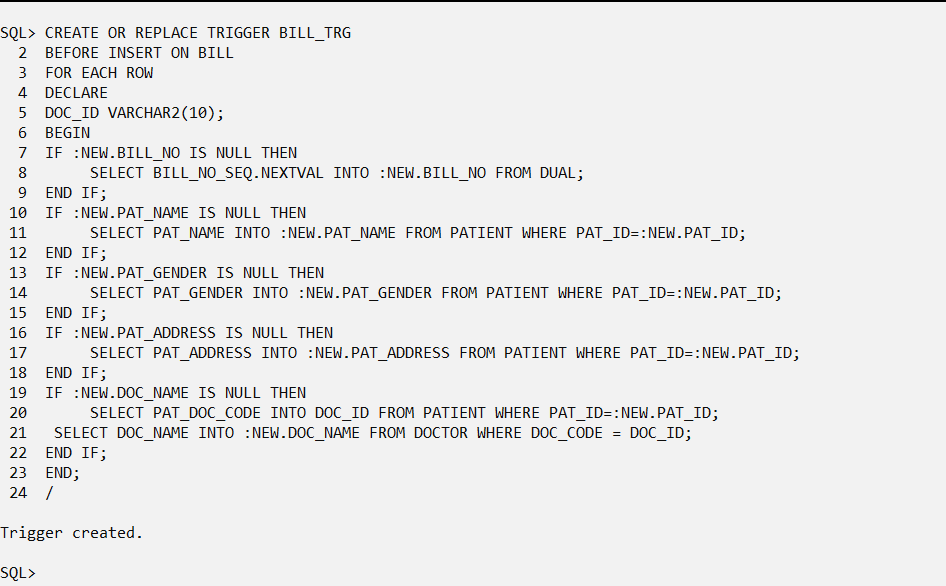 SQL> CREATE OR REPLACE TRIGGER BILL_TRG
  2  BEFORE INSERT ON BILL
  3  FOR EACH ROW
  4  DECLARE
  5  DOC_ID VARCHAR2(10);
  6  BEGIN
  7  IF :NEW.BILL_NO IS NULL THEN
  8       SELECT BILL_NO_SEQ.NEXTVAL INTO :NEW.BILL_NO FROM DUAL;
  9  END IF;
 10  IF :NEW.PAT_NAME IS NULL THEN
 11       SELECT PAT_NAME INTO :NEW.PAT_NAME FROM PATIENT WHERE PAT_ID=:NEW.PAT_ID;
 12  END IF;
 13  IF :NEW.PAT_GENDER IS NULL THEN
 14       SELECT PAT_GENDER INTO :NEW.PAT_GENDER FROM PATIENT WHERE PAT_ID=:NEW.PAT_ID;
 15  END IF;
 16  IF :NEW.PAT_ADDRESS IS NULL THEN
 17       SELECT PAT_ADDRESS INTO :NEW.PAT_ADDRESS FROM PATIENT WHERE PAT_ID=:NEW.PAT_ID;
 18  END IF;
 19  IF :NEW.DOC_NAME IS NULL THEN
 20       SELECT PAT_DOC_CODE INTO DOC_ID FROM PATIENT WHERE PAT_ID=:NEW.PAT_ID;
 21   SELECT DOC_NAME INTO :NEW.DOC_NAME FROM DOCTOR WHERE DOC_CODE = DOC_ID;
 22  END IF;
 23  END;
 24  /
Trigger created.
SQL>